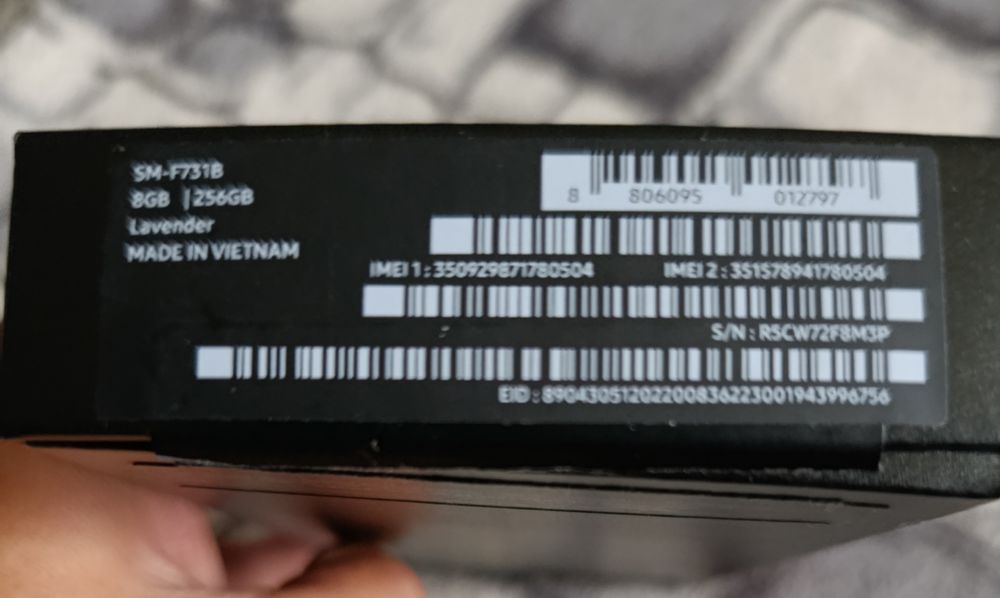 SM-F731B
8GB | 256GB
Lavender
MADE IN VIETNAM
8 806095 012797
IMEI 1 : 350929871780504 IMEI 2 : 351578941780504
S/N : R5CW72F8M3P
EID : 89043051202200836223001943996756